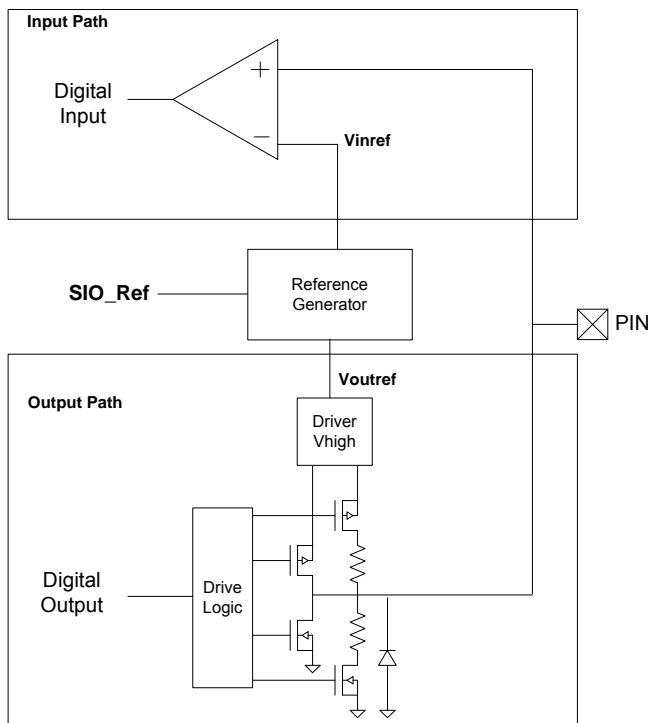 Input Path
Digital
Input
+
−
Vinref
SIO_Ref
Reference
Generator
PIN
Voutref
Output Path
Driver
Vhigh
Digital
Output
Drive
Logic